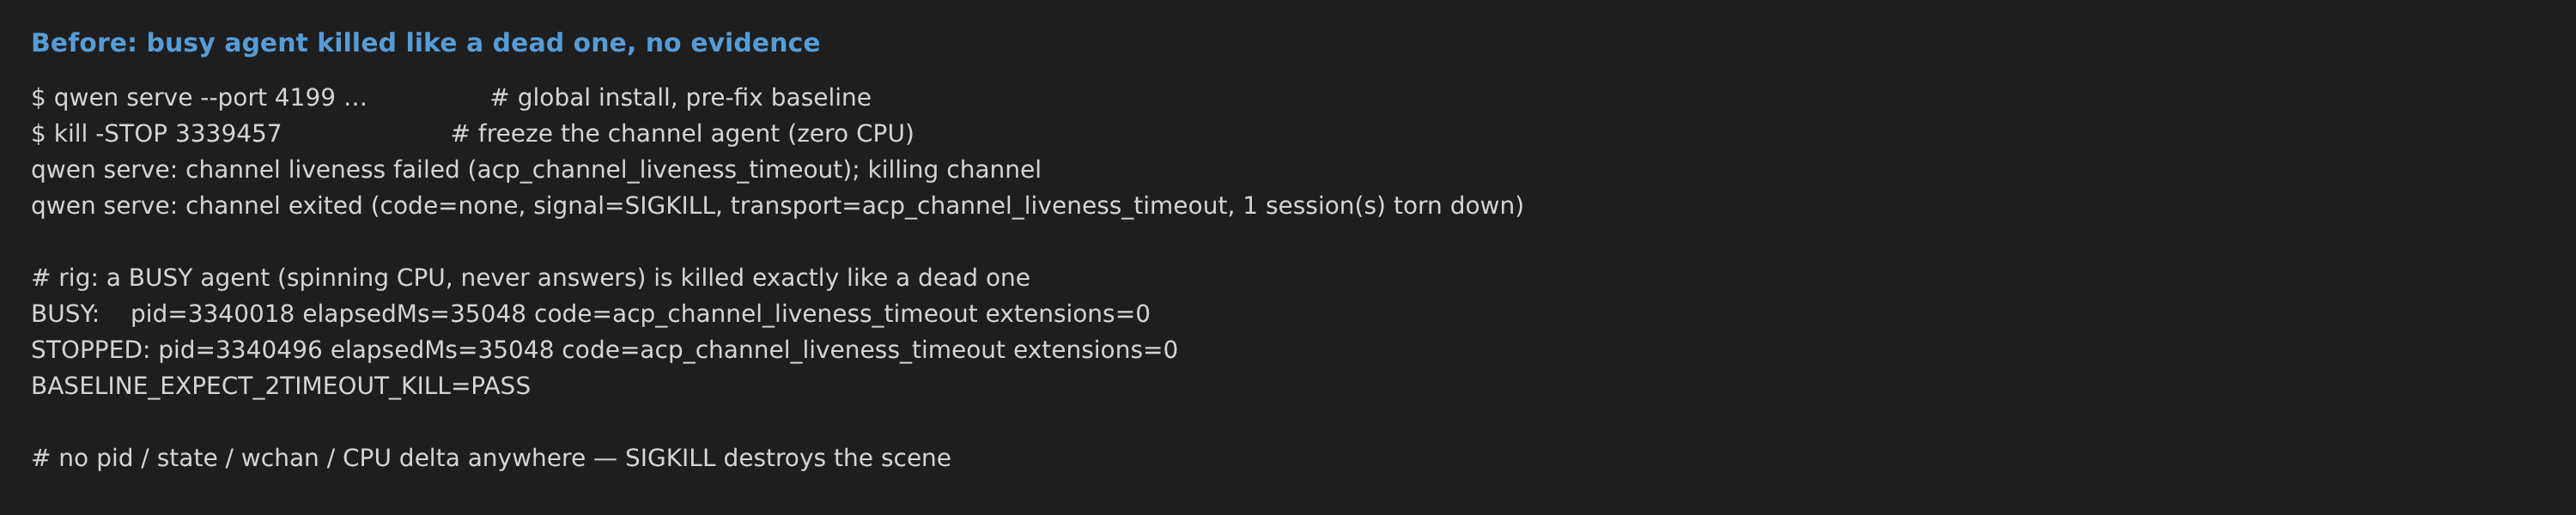 Before: busy agent killed like a dead one, no evidence
$ qwen serve --port 4199 … # global install, pre-fix baseline
$ kill -STOP 3339457 # freeze the channel agent (zero CPU)
qwen serve: channel liveness failed (acp_channel_liveness_timeout); killing channel
qwen serve: channel exited (code=none, signal=SIGKILL, transport=acp_channel_liveness_timeout, 1 session(s) torn down)
# rig: a BUSY agent (spinning CPU, never answers) is killed exactly like a dead one
BUSY: pid=3340018 elapsedMs=35048 code=acp_channel_liveness_timeout extensions=0
STOPPED: pid=3340496 elapsedMs=35048 code=acp_channel_liveness_timeout extensions=0
BASELINE_EXPECT_2TIMEOUT_KILL=PASS
# no pid / state / wchan / CPU delta anywhere — SIGKILL destroys the scene